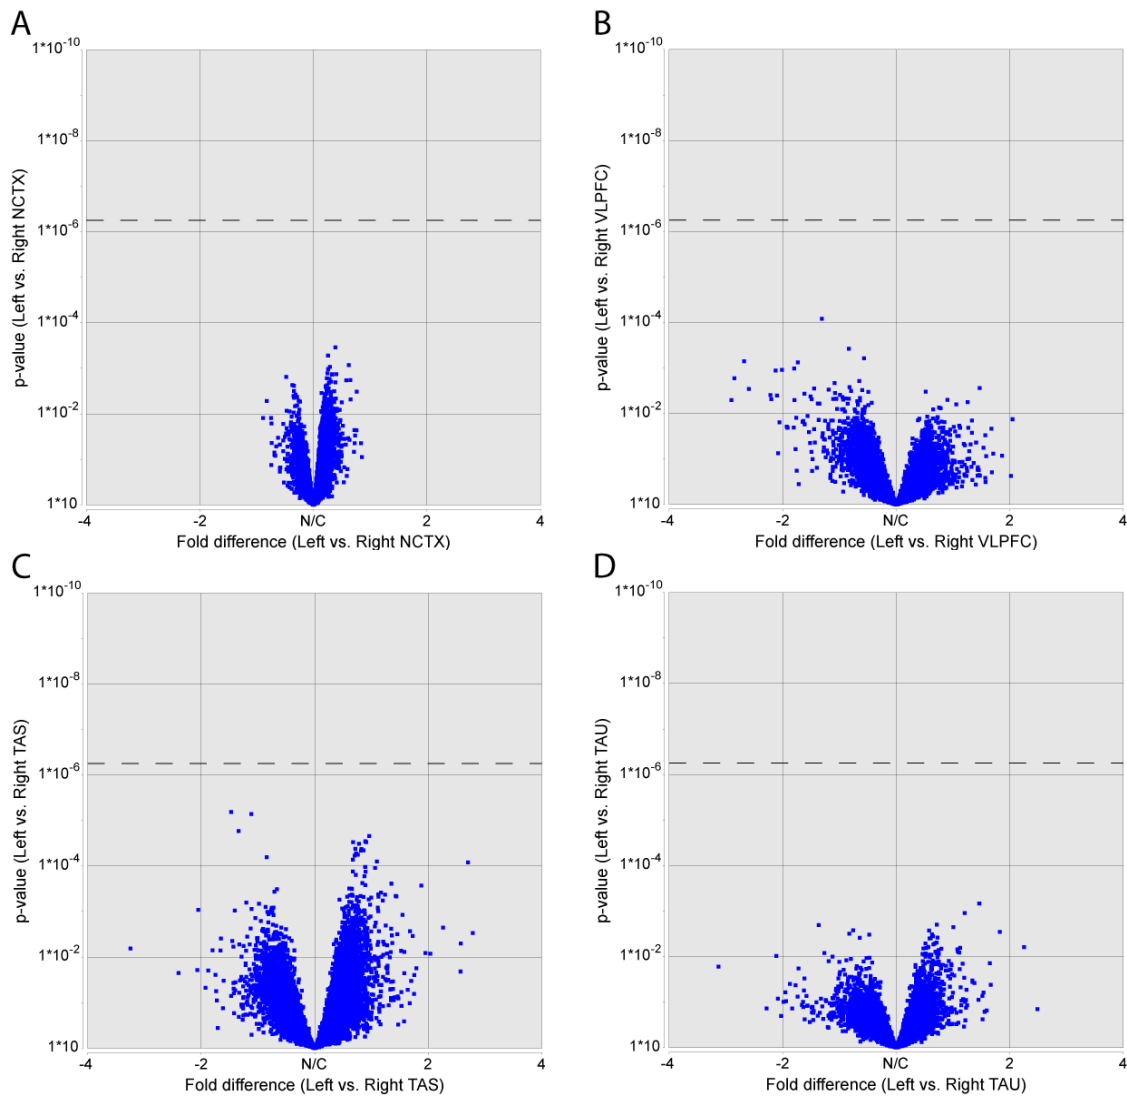 A
1*10-10
1*10-8
1*10-6
1*10-4
1*10-2
1*10
p-value (Left vs. Right NCTX)
-4
-2
N/C
2
4
Fold difference (Left vs. Right NCTX)
B
1*10-10
1*10-8
1*10-6
1*10-4
1*10-2
1*10
p-value (Left vs. Right VLPFC)
-4
-2
N/C
2
4
Fold difference (Left vs. Right VLPFC)
C
1*10-10
1*10-8
1*10-6
1*10-4
1*10-2
1*10
p-value (Left vs. Right TAS)
-4
-2
N/C
2
4
Fold difference (Left vs. Right TAS)
D
1*10-10
1*10-8
1*10-6
1*10-4
1*10-2
1*10
p-value (Left vs. Right TAU)
-4
-2
N/C
2
4
Fold difference (Left vs. Right TAU)